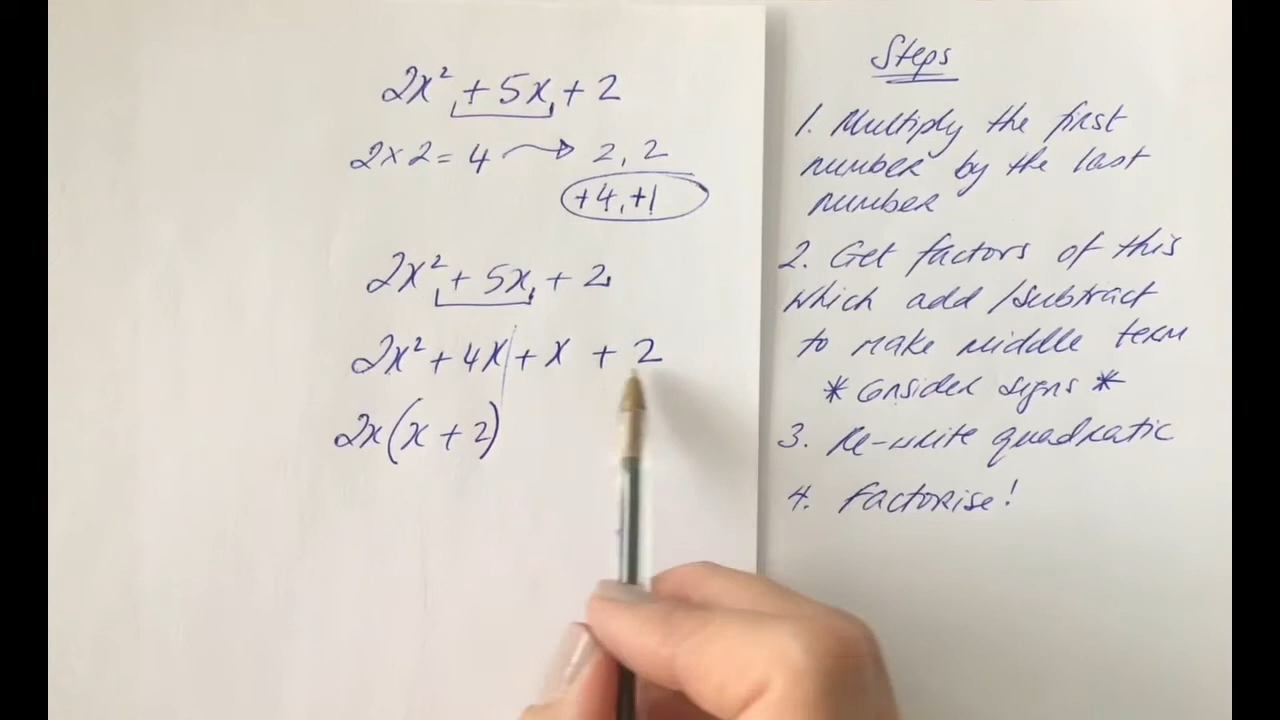 2x² + 5x + 2
2 x 2 = 4 → 2, 2
+4, +1
2x² + 5x + 2
2x² + 4x + x + 2
2x(x + 2)
Steps
1. Multiply the first
number by the last
number
2. Get factors of this
which add/subtract
to make middle term
* Consider signs *
3. Re-write quadratic
4. Factorise!